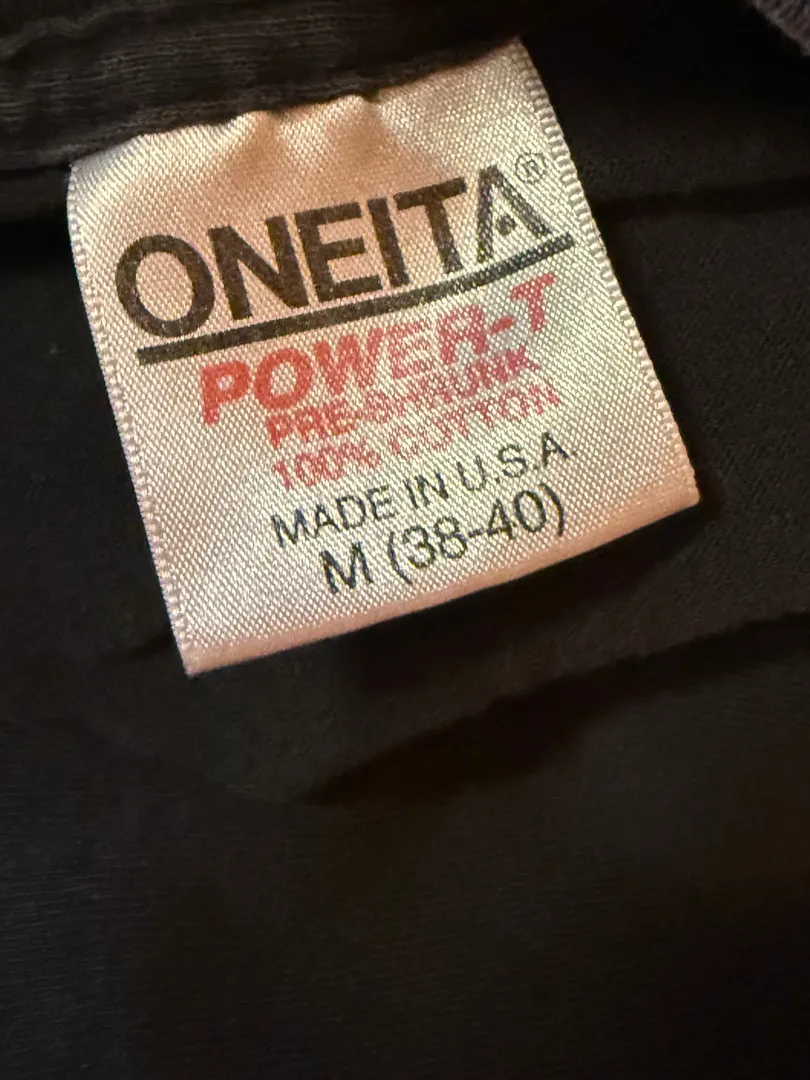 ONEITA®
POWER-T
PRE-SHRUNK
100% COTTON
MADE IN U.S.A.
M (38-40)